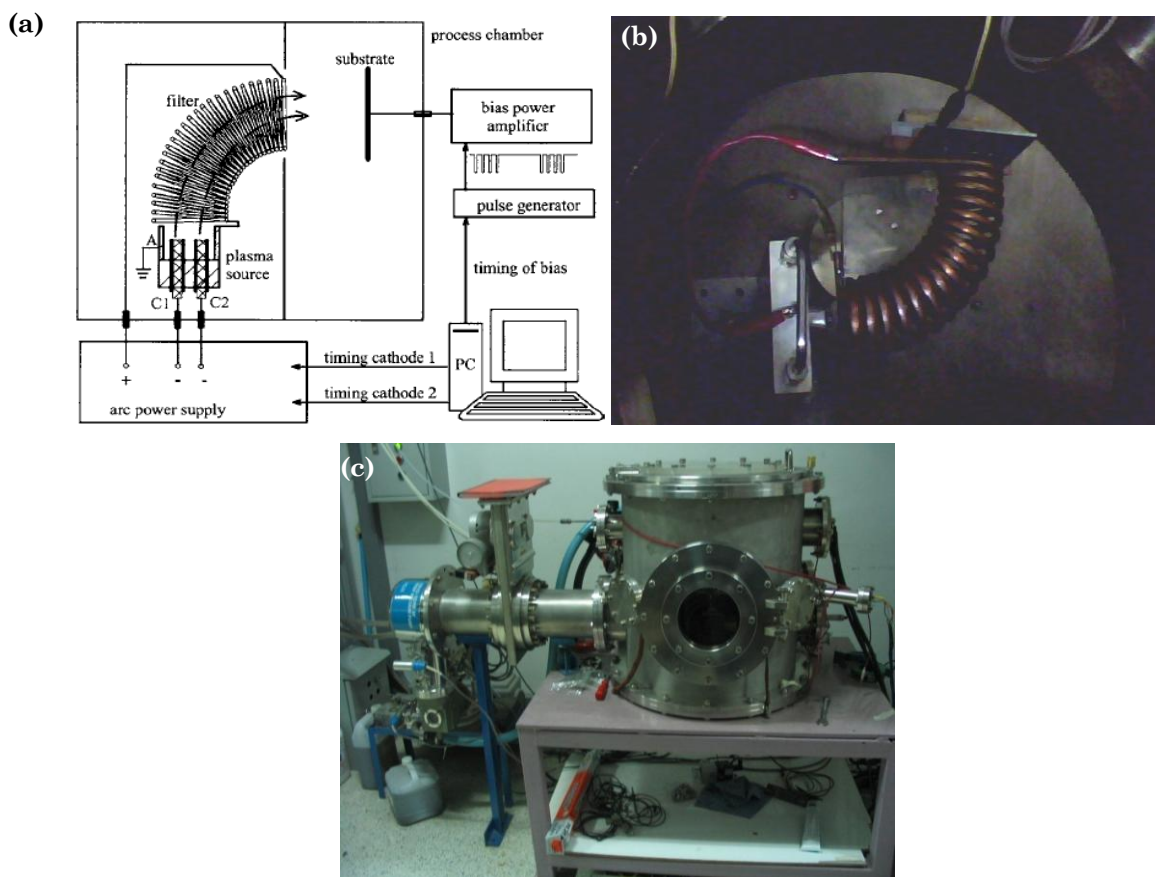 (a)
process chamber
substrate
filter
bias power
amplifier
pulse generator
A
plasma
source
timing of bias
C1
C2
PC
timing cathode 1
timing cathode 2
+
-
-
arc power supply
(b)
(c)